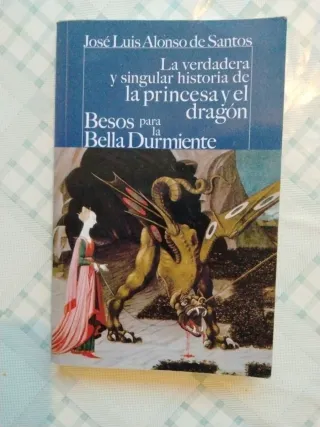 José Luis Alonso de Santos
La verdadera
y singular historia de
la princesa y el
dragón
Besos para la
Bella Durmiente